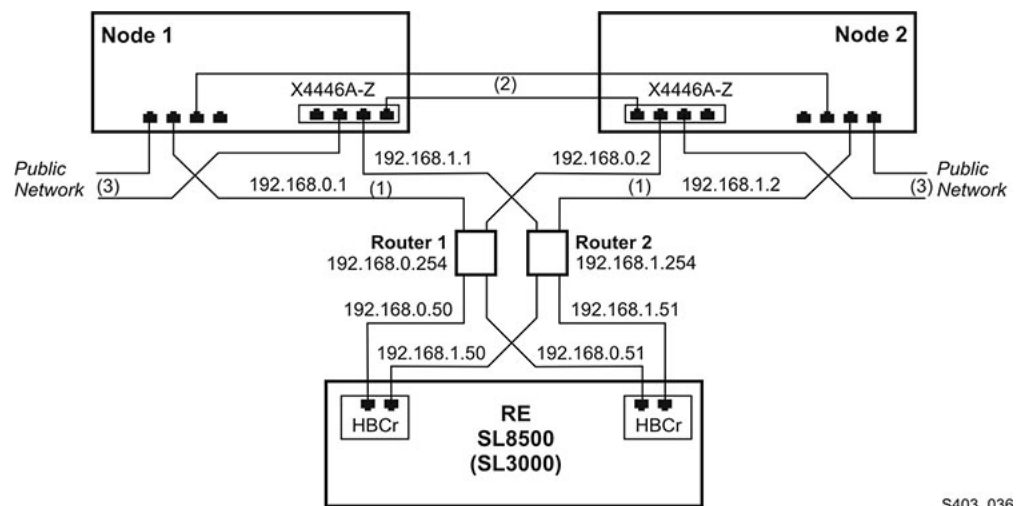 Node 1
Node 2
(2)
X4446A-Z
X4446A-Z
Public
Network
(3)
192.168.1.1
192.168.0.2
Public
(3) Network
192.168.0.1
(1)
(1)
192.168.1.2
Router 1
192.168.0.254
Router 2
192.168.1.254
192.168.0.50
192.168.1.51
192.168.1.50
192.168.0.51
HBCr
RE
SL8500
(SL3000)
HBCr
S403_036